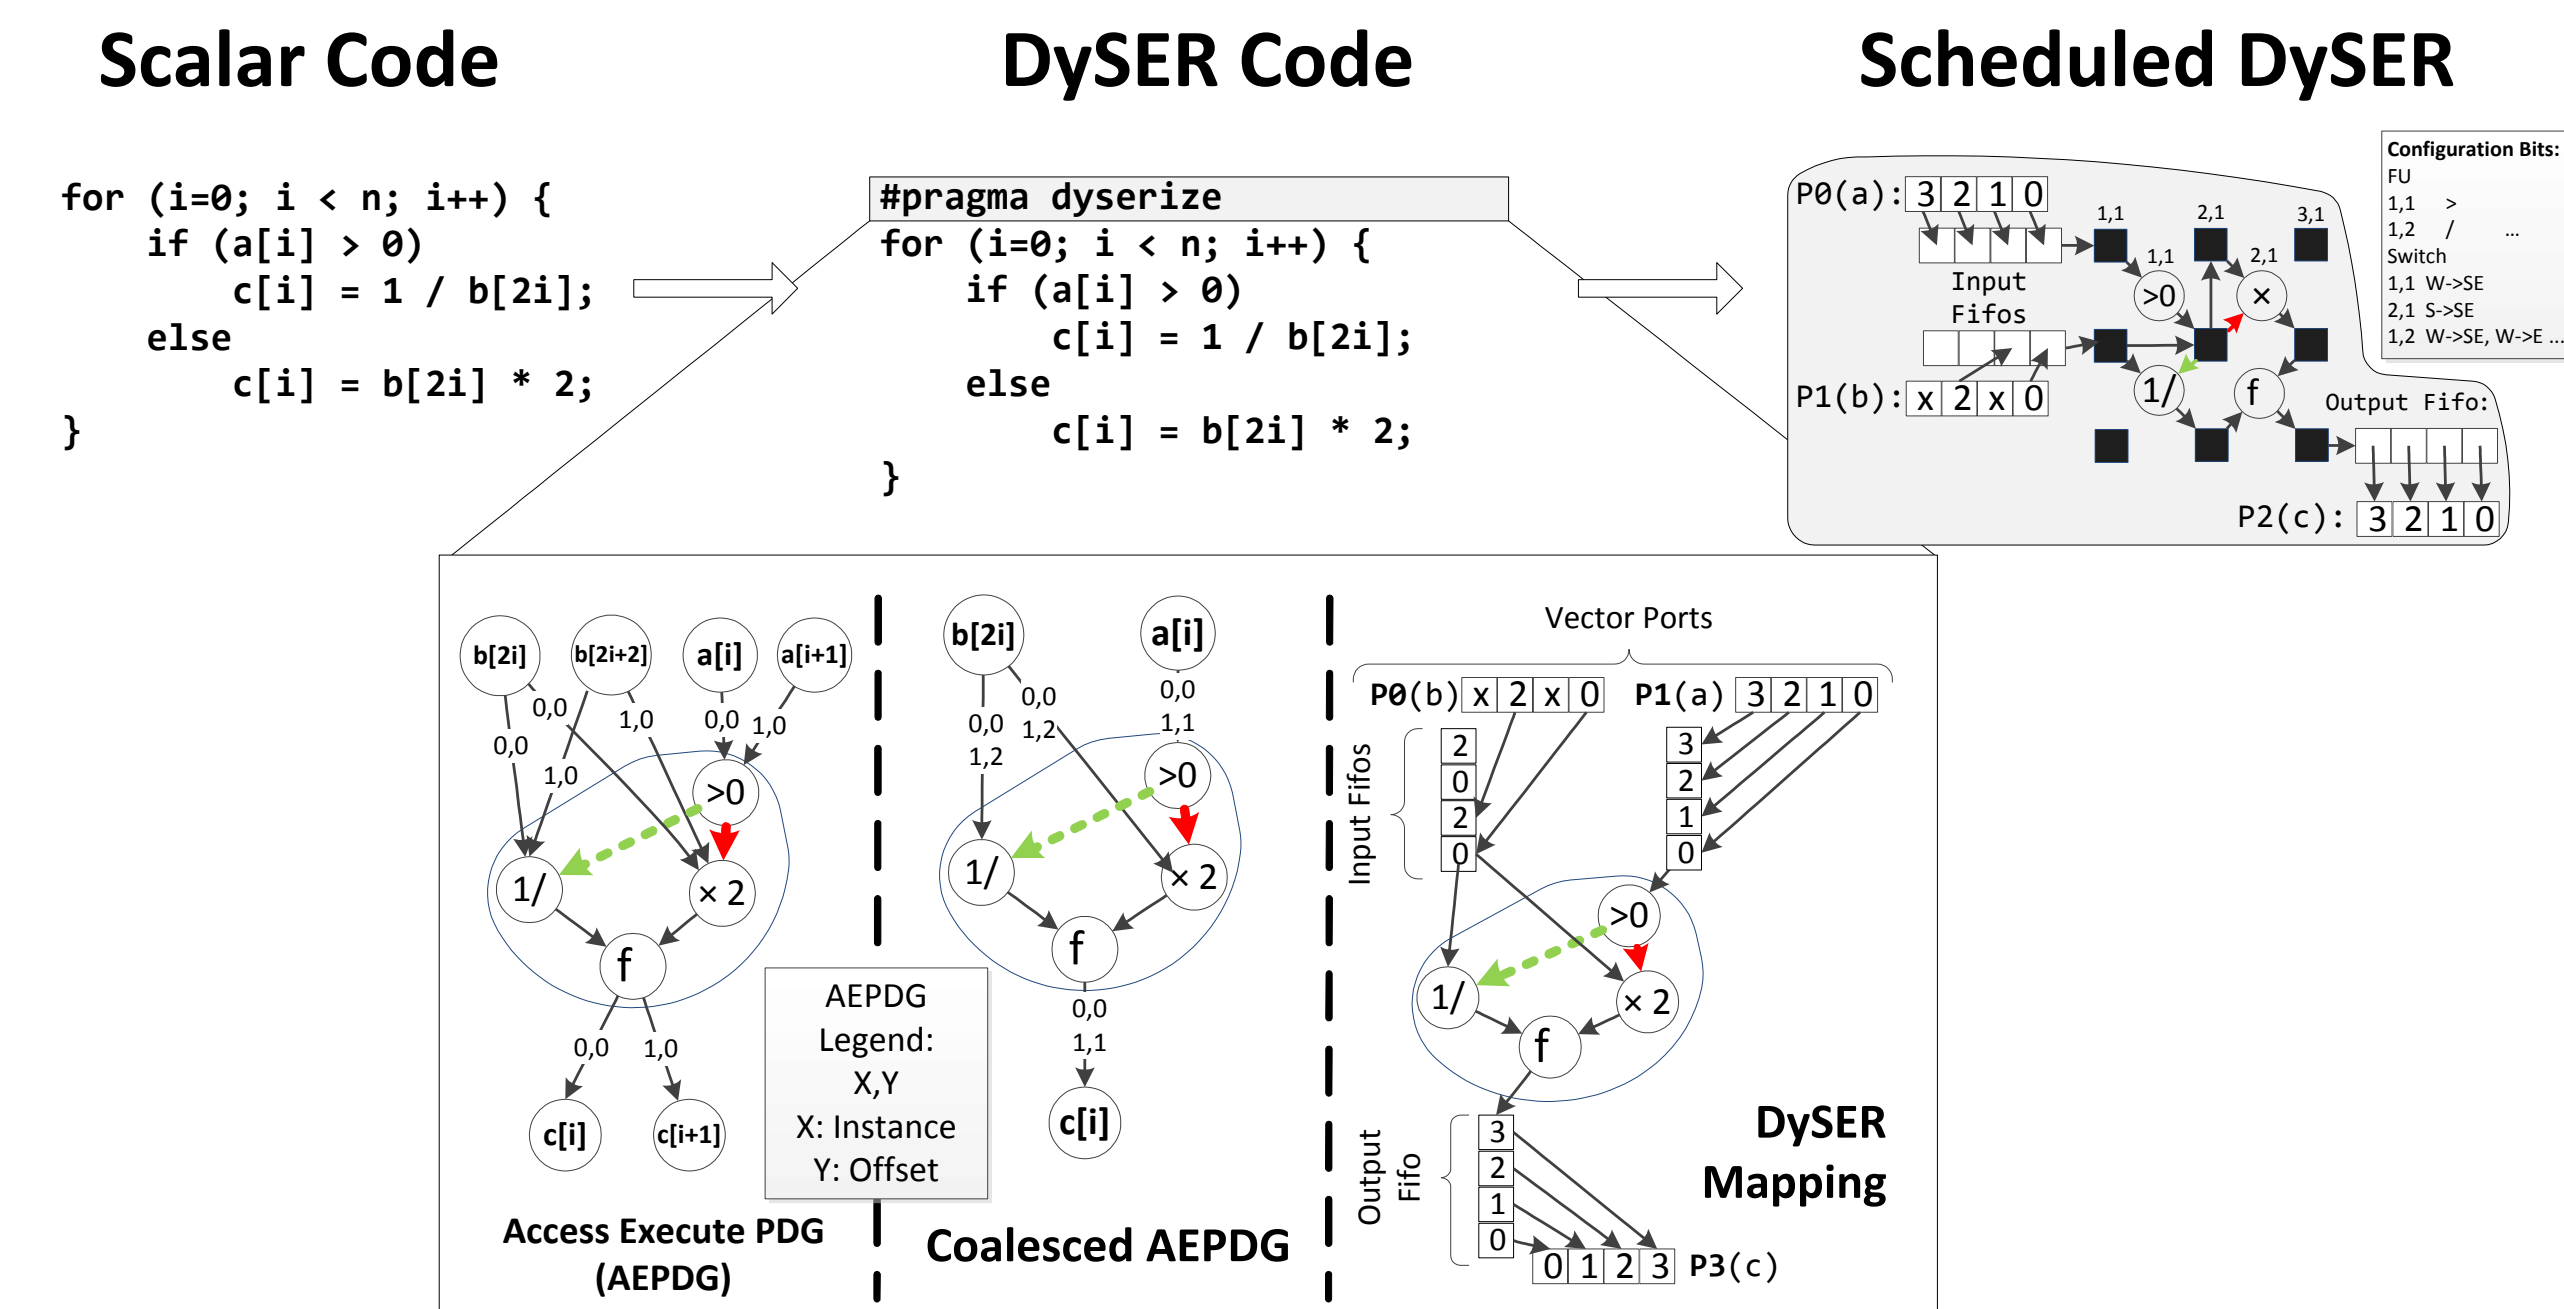 Scalar Code
for (i=0; i < n; i++) {
if (a[i] > 0)
c[i] = 1 / b[2i];
else
c[i] = b[2i] * 2;
}
DySER Code
#pragma dyserize
for (i=0; i < n; i++) {
if (a[i] > 0)
c[i] = 1 / b[2i];
else
c[i] = b[2i] * 2;
}
Scheduled DySER
P0(a): 3 2 1 0
Input
Fifos
P1(b): x 2 x 0
1,1 2,1 3,1
1,1 2,1
>0 ×
1/ f
Output Fifo:
P2(c): 3 2 1 0
Configuration Bits:
FU
1,1 >
1,2 / ...
Switch
1,1 W->SE
2,1 S->SE
1,2 W->SE, W->E ...
b[2i] b[2i+2] a[i] a[i+1]
0,0 1,0 0,0 1,0
0,0
1,0
>0
1/ × 2
f
0,0 1,0
c[i] c[i+1]
Access Execute PDG
(AEPDG)
AEPDG
Legend:
X,Y
X: Instance
Y: Offset
b[2i] a[i]
0,0 0,0
0,0 1,2 1,1
1,2
>0
1/ × 2
f
0,0
1,1
c[i]
Coalesced AEPDG
Vector Ports
P0(b) x 2 x 0 P1(a) 3 2 1 0
Input Fifos
2
0
2
0
3
2
1
0
>0
1/ × 2
f
Output
Fifo
3
2
1
0
0 1 2 3 P3(c)
DySER
Mapping